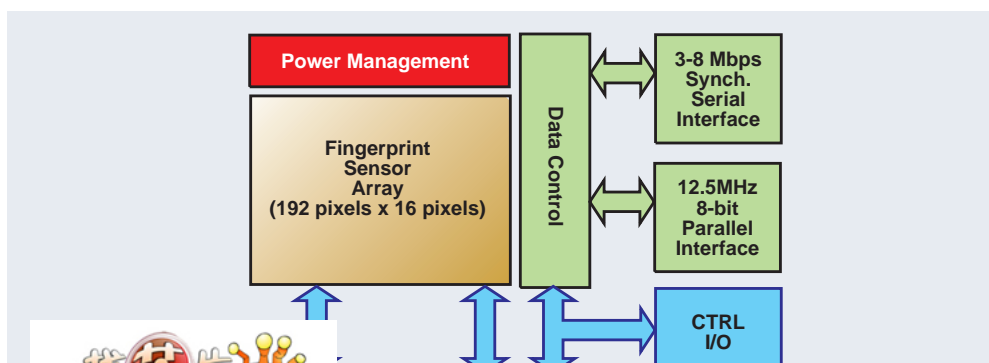 Power Management
Fingerprint
Sensor
Array
(192 pixels x 16 pixels)
Data Control
3-8 Mbps
Synch.
Serial
Interface
12.5MHz
8-bit
Parallel
Interface
CTRL
I/O